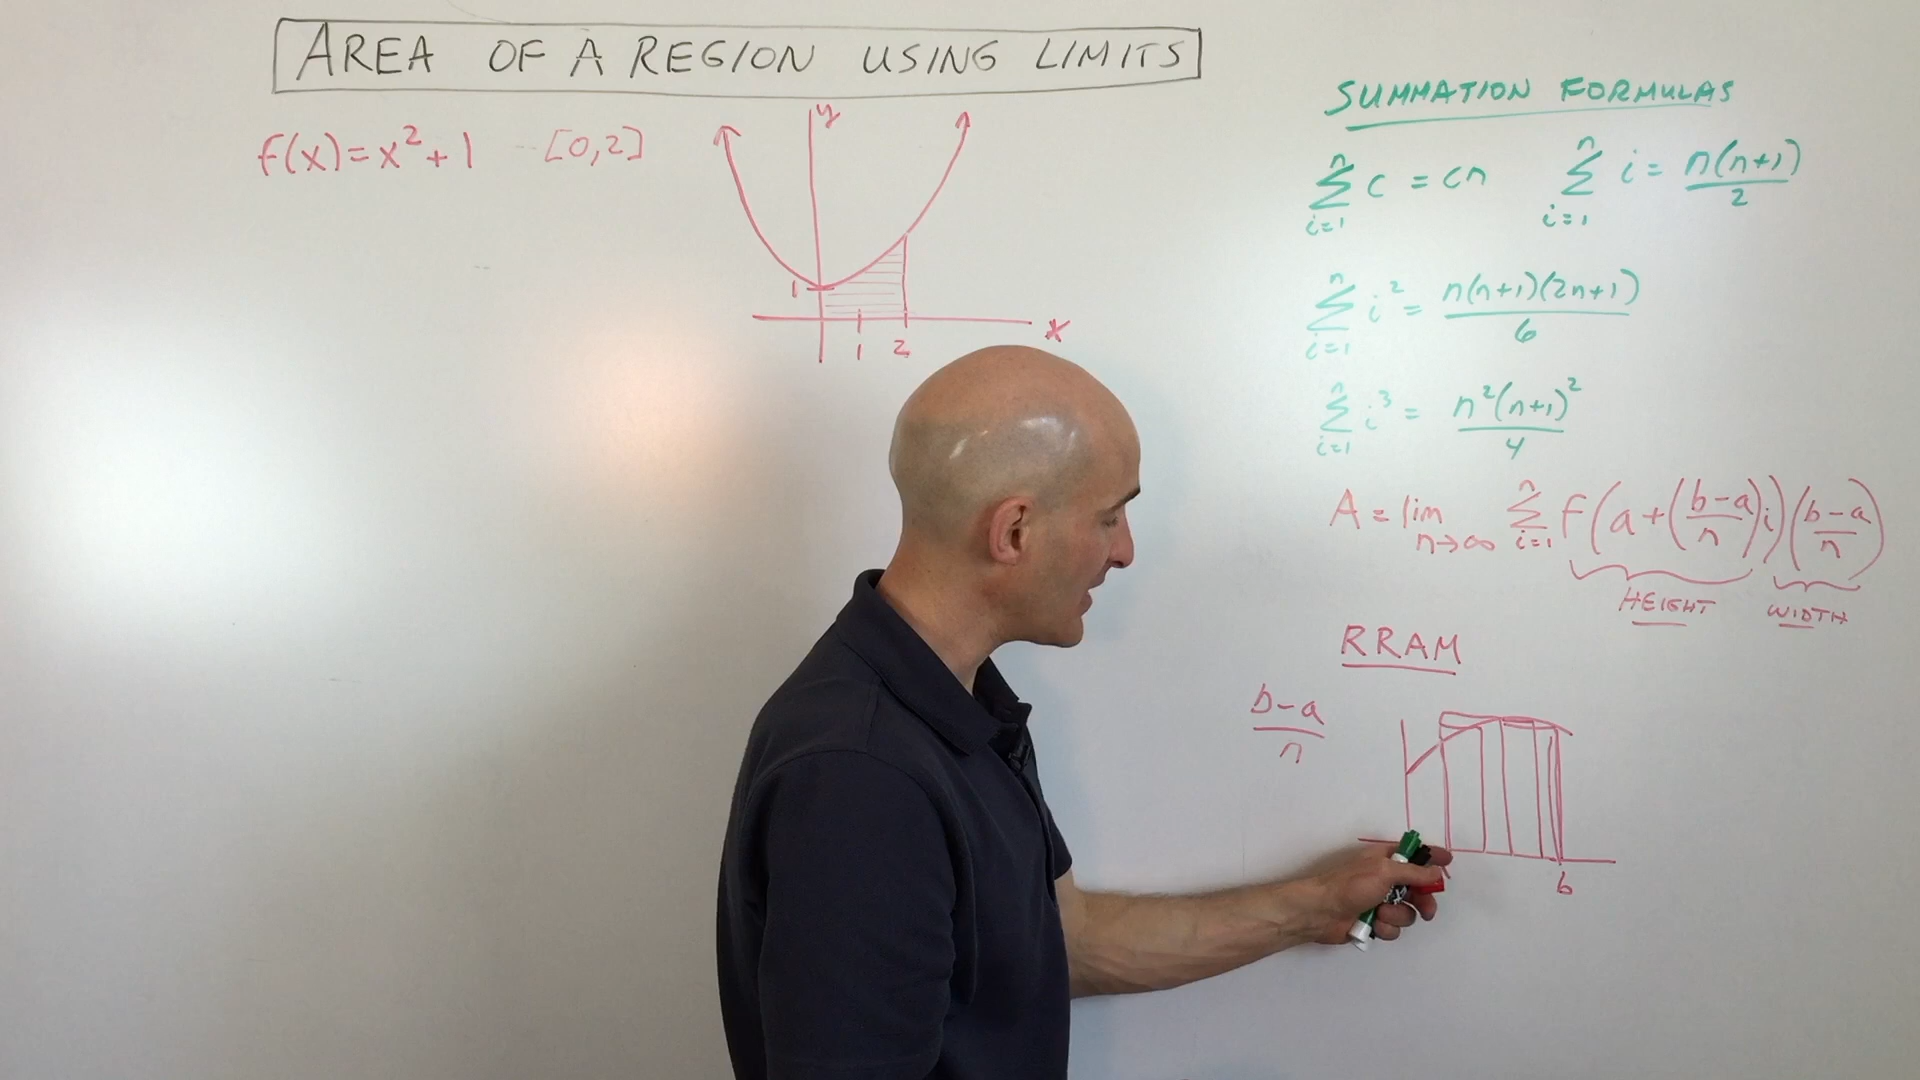 AREA OF A REGION USING LIMITS
f(x)=x²+1 [0,2]
y
1
1 2
x
SUMMATION FORMULAS
n∑i=1 c = cn n∑i=1 i = n(n+1)/2
n∑i=1 i² = n(n+1)(2n+1)/6
n∑i=1 i³ = n²(n+1)²/4
A = lim n→∞ n∑i=1 f(a+((b-a)/n)i)((b-a)/n)
HEIGHT WIDTH
RRAM
(b-a)/n
b